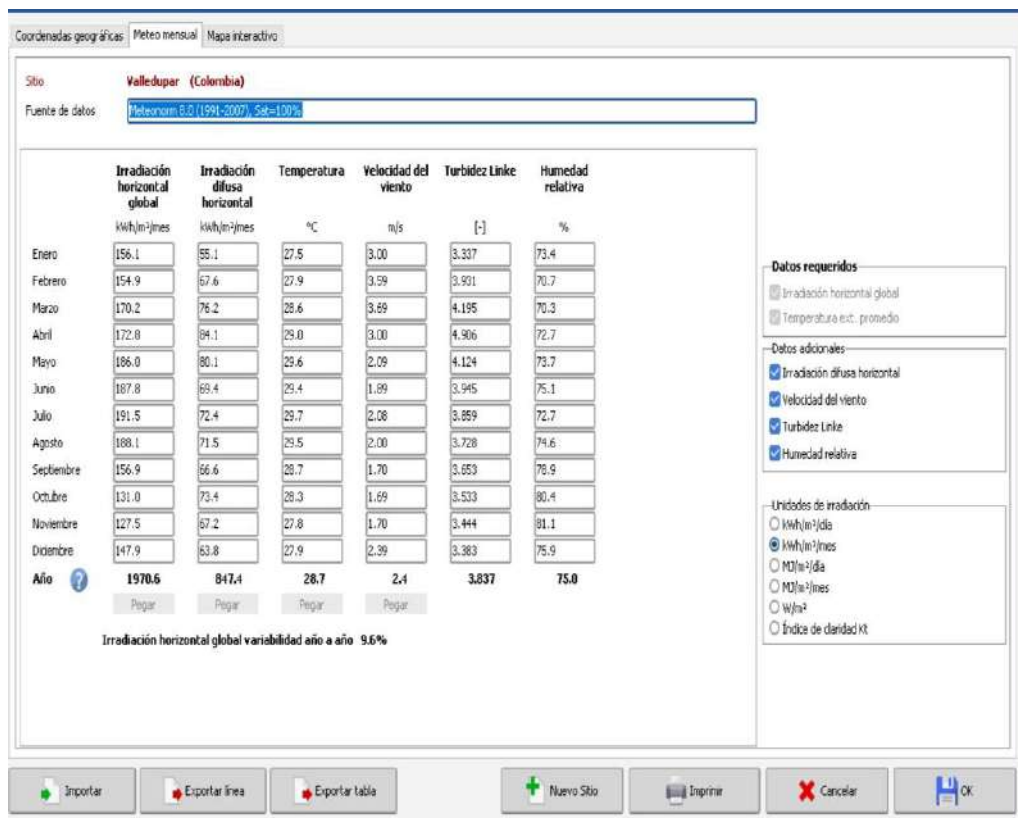 Coordenadas geográficas Meteo mensual Mapa interactivo
Sitio Valledupar (Colombia)
Fuente de datos Meteonorm 8.0 (1991-2007), Sat=100%
Irradiación horizontal global Irradiación difusa horizontal Temperatura Velocidad del viento Turbidez Linke Humedad relativa
kWh/m²/mes kWh/m²/mes °C m/s [-] %
Enero 156.1 55.1 27.5 3.00 3.337 73.4
Febrero 154.9 67.6 27.9 3.59 3.931 70.7
Marzo 170.2 76.2 28.6 3.69 4.195 70.3
Abril 172.8 84.1 29.0 3.00 4.906 72.7
Mayo 186.0 80.1 29.6 2.09 4.124 73.7
Junio 187.8 69.4 29.4 1.89 3.945 75.1
Julio 191.5 72.4 29.7 2.08 3.859 72.7
Agosto 188.1 71.5 29.5 2.00 3.728 74.6
Septiembre 156.9 66.6 28.7 1.70 3.653 78.9
Octubre 131.0 73.4 28.3 1.69 3.533 80.4
Noviembre 127.5 67.2 27.8 1.70 3.444 81.1
Diciembre 147.9 63.8 27.9 2.39 3.383 75.9
Año ? 1970.6 847.4 28.7 2.4 3.837 75.0
Pegar Pegar Pegar Pegar
Irradiación horizontal global variabilidad año a año 9.6%
Datos requeridos
Irradiación horizontal global
Temperatura ext. promedio
Datos adicionales
Irradiación difusa horizontal
Velocidad del viento
Turbidez Linke
Humedad relativa
Unidades de irradiación
kWh/m²/día
kWh/m²/mes
MJ/m²/día
MJ/m²/mes
W/m²
Índice de claridad Kt
Importar Exportar línea Exportar tabla Nuevo Sitio Imprimir Cancelar OK